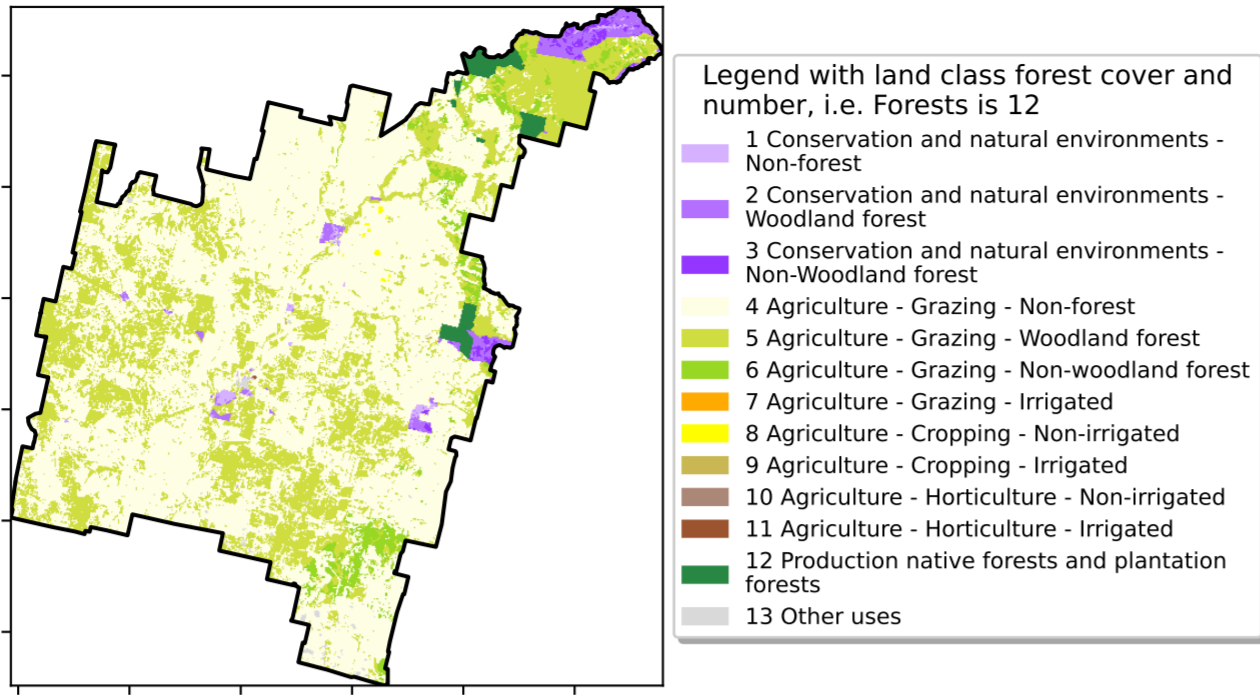 Legend with land class forest cover and
number, i.e. Forests is 12
1 Conservation and natural environments -
Non-forest
2 Conservation and natural environments -
Woodland forest
3 Conservation and natural environments -
Non-Woodland forest
4 Agriculture - Grazing - Non-forest
5 Agriculture - Grazing - Woodland forest
6 Agriculture - Grazing - Non-woodland forest
7 Agriculture - Grazing - Irrigated
8 Agriculture - Cropping - Non-irrigated
9 Agriculture - Cropping - Irrigated
10 Agriculture - Horticulture - Non-irrigated
11 Agriculture - Horticulture - Irrigated
12 Production native forests and plantation
forests
13 Other uses